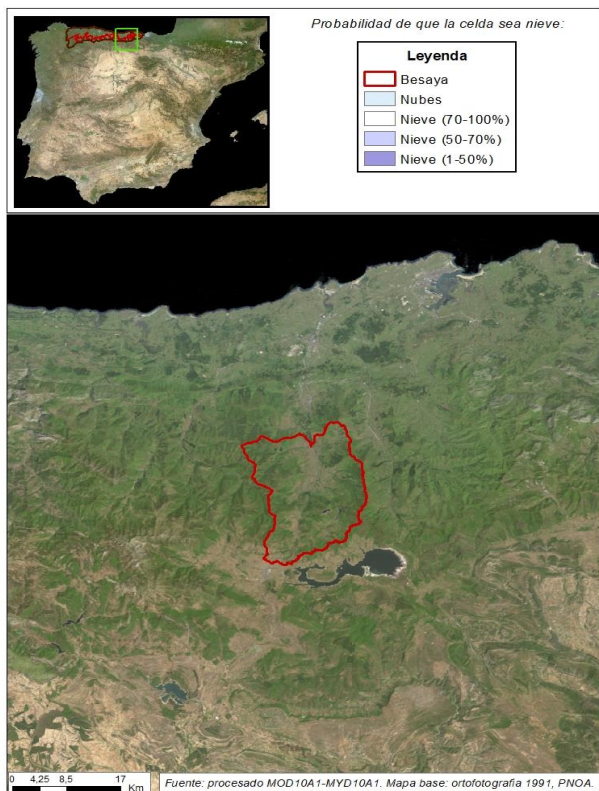 Probabilidad de que la celda sea nieve:
Leyenda
Besaya
Nubes
Nieve (70-100%)
Nieve (50-70%)
Nieve (1-50%)
0 4,25 8,5 17
Km
Fuente: procesado MOD10A1-MYD10A1. Mapa base: ortofotografía 1991, PNOA.